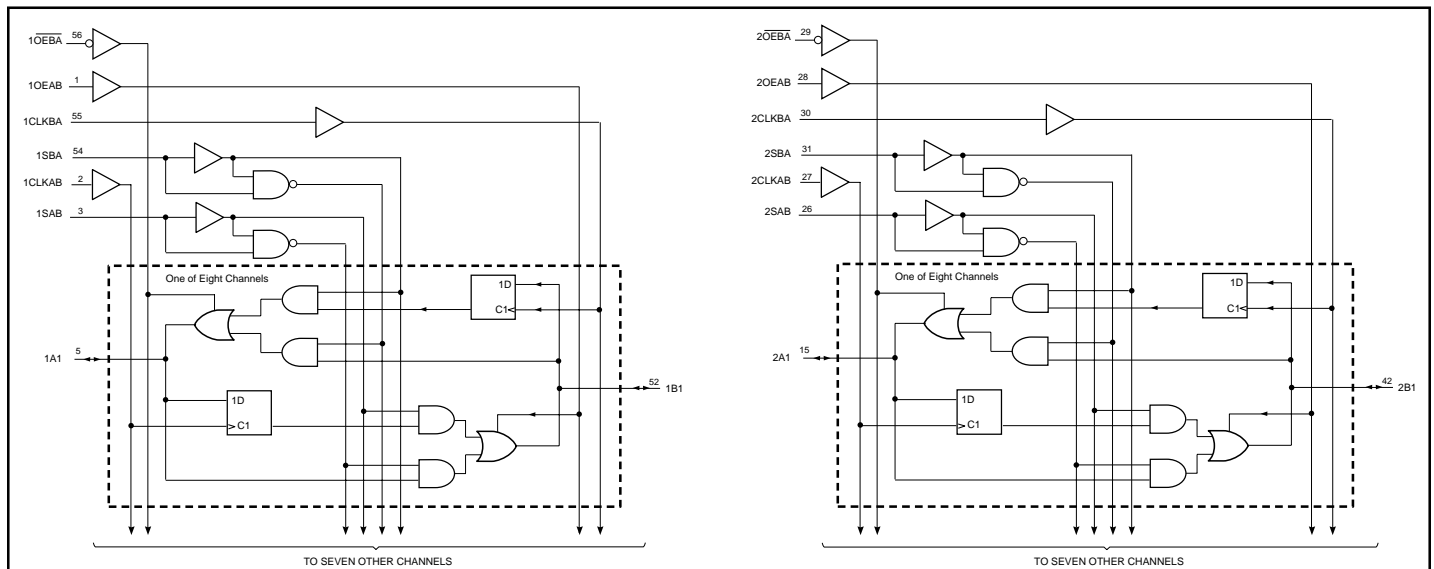 1O̅E̅B̅A̅ 56
1OEAB 1
1CLKBA 55
1SBA 54
1CLKAB 2
1SAB 3
One of Eight Channels
1D
C1
1A1 5
52 1B1
1D
C1
TO SEVEN OTHER CHANNELS
2O̅E̅B̅A̅ 29
2OEAB 28
2CLKBA 30
2SBA 31
2CLKAB 27
2SAB 26
One of Eight Channels
1D
C1
2A1 15
42 2B1
1D
C1
TO SEVEN OTHER CHANNELS